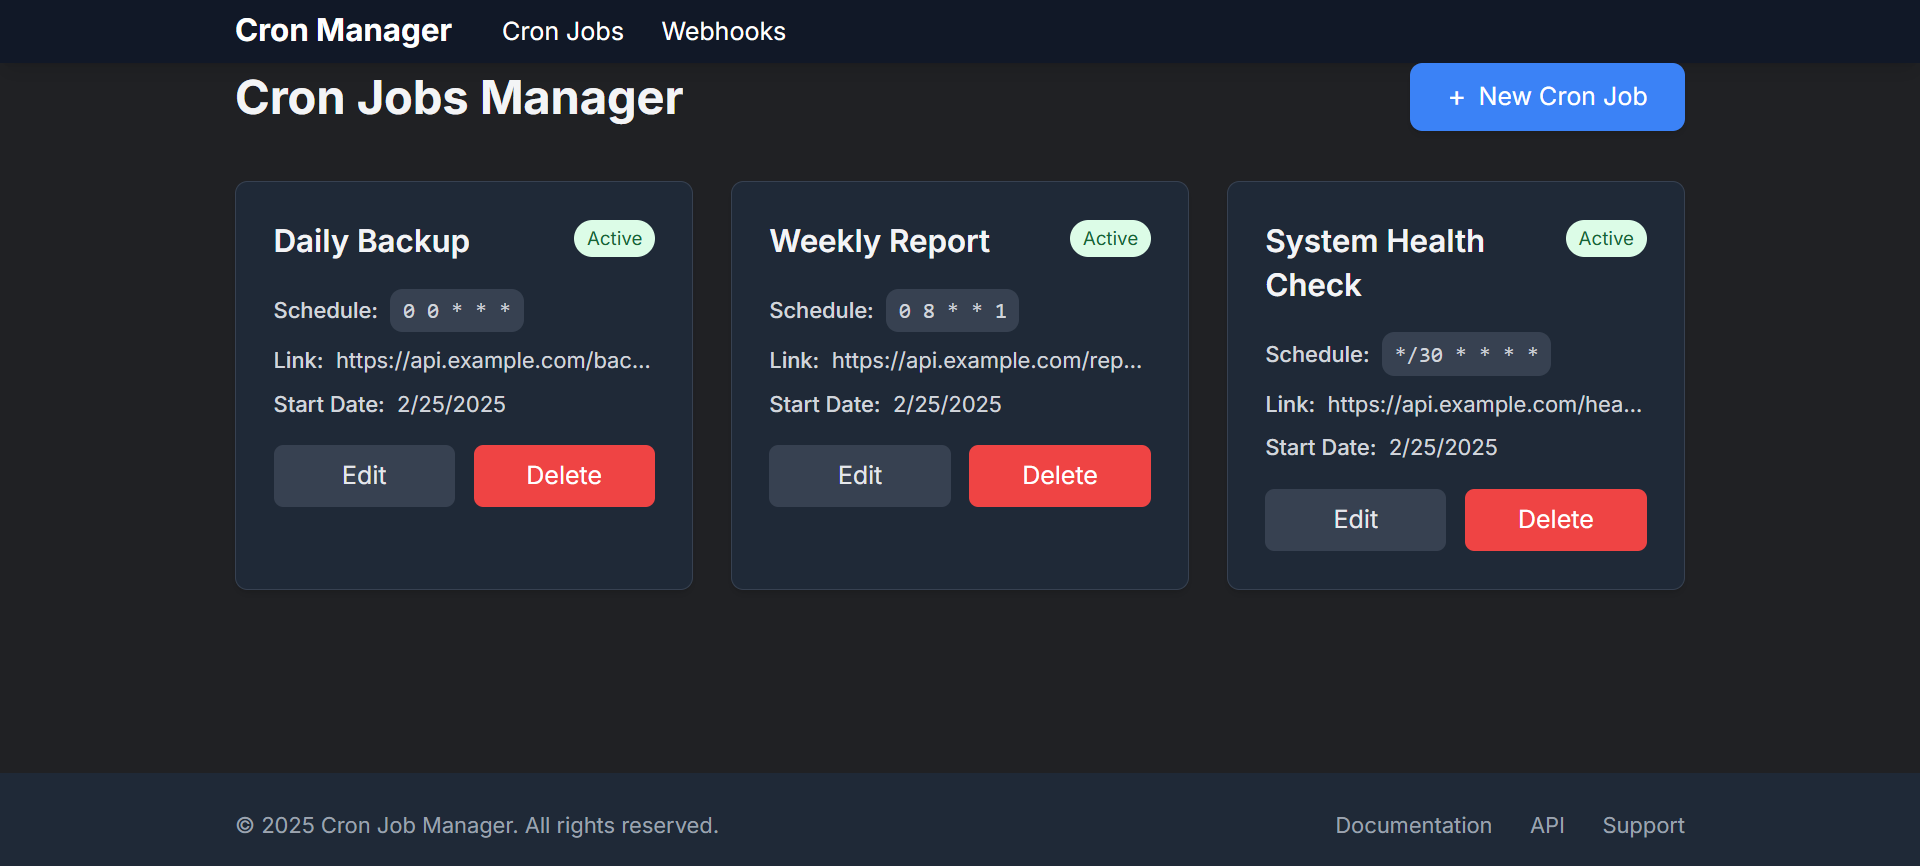 Cron Manager Cron Jobs Webhooks
Cron Jobs Manager
+ New Cron Job
Daily Backup
Active
Schedule: 0 0 * * *
Link: https://api.example.com/bac...
Start Date: 2/25/2025
Edit Delete
Weekly Report
Active
Schedule: 0 8 * * 1
Link: https://api.example.com/rep...
Start Date: 2/25/2025
Edit Delete
System Health
Check
Active
Schedule: */30 * * * *
Link: https://api.example.com/hea...
Start Date: 2/25/2025
Edit Delete
© 2025 Cron Job Manager. All rights reserved.
Documentation API Support